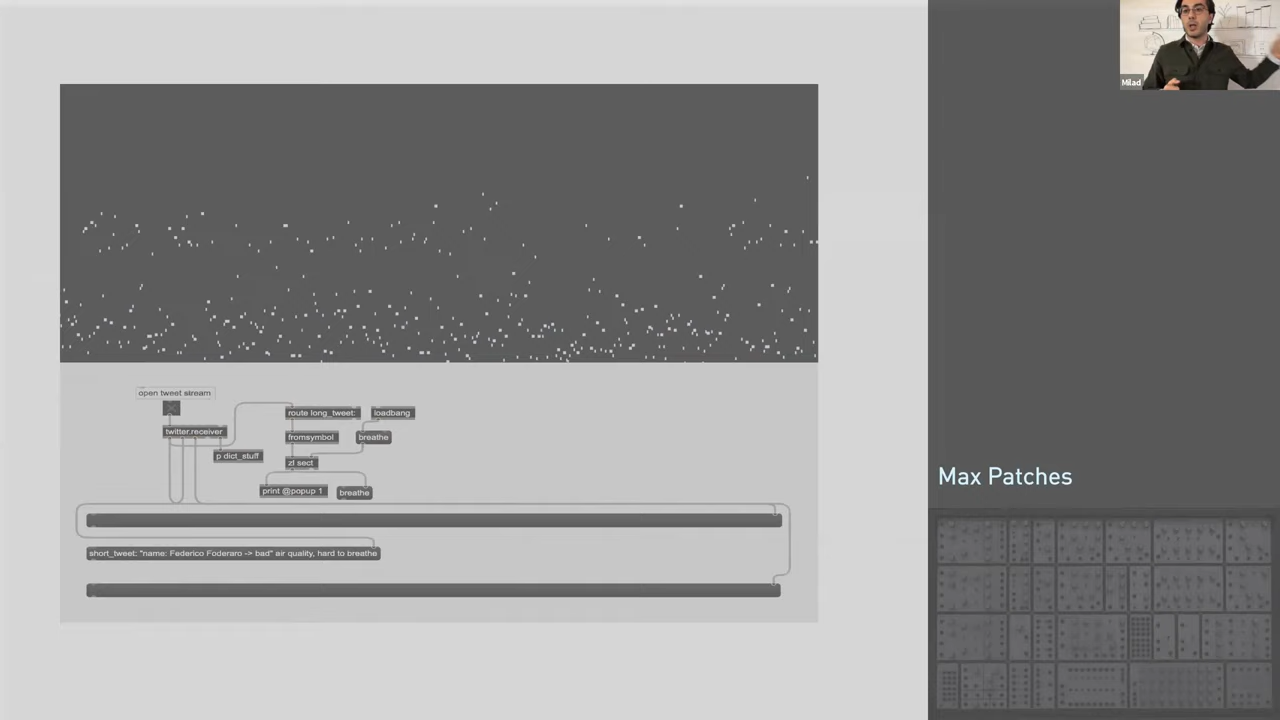 Milad
open tweet stream
twitter.receiver
p dict_stuff
route long_tweet:
loadbang
fromsymbol
breathe
zl sect
print @popup 1
breathe
short_tweet: "name: Federico Foderaro -> bad" air quality, hard to breathe
Max Patches